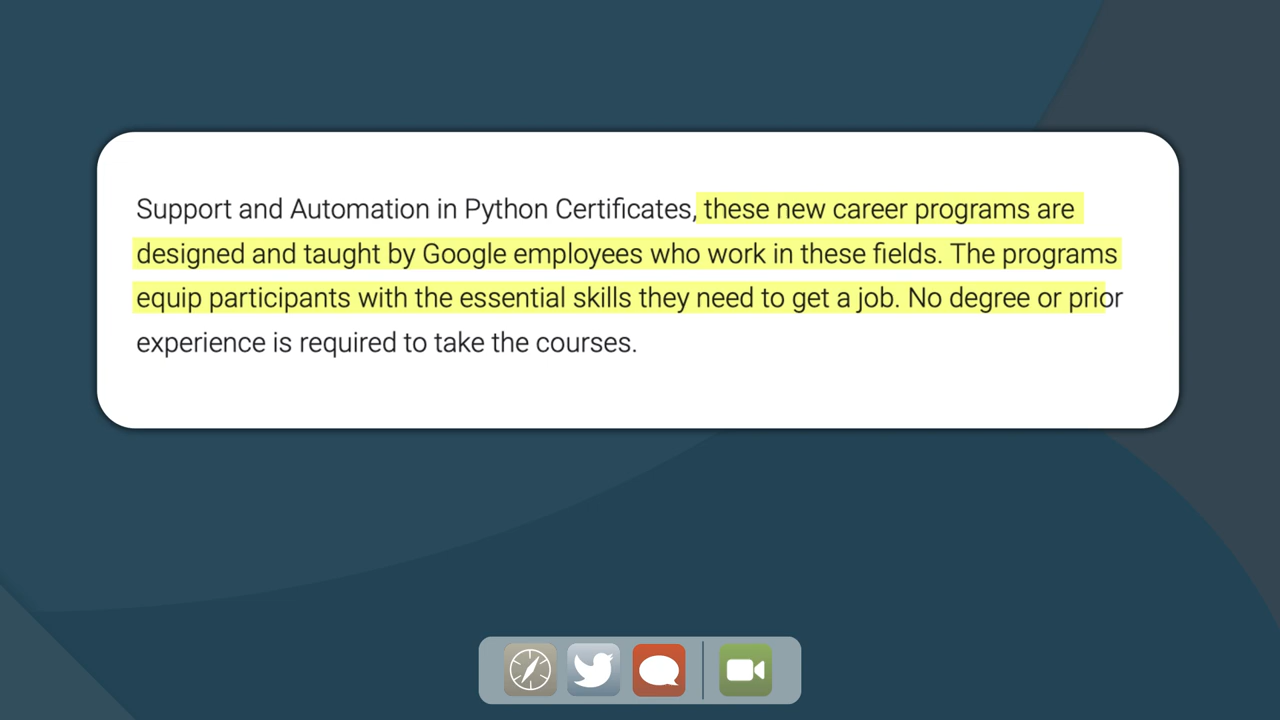 Support and Automation in Python Certificates, these new career programs are
designed and taught by Google employees who work in these fields. The programs
equip participants with the essential skills they need to get a job. No degree or prior
experience is required to take the courses.